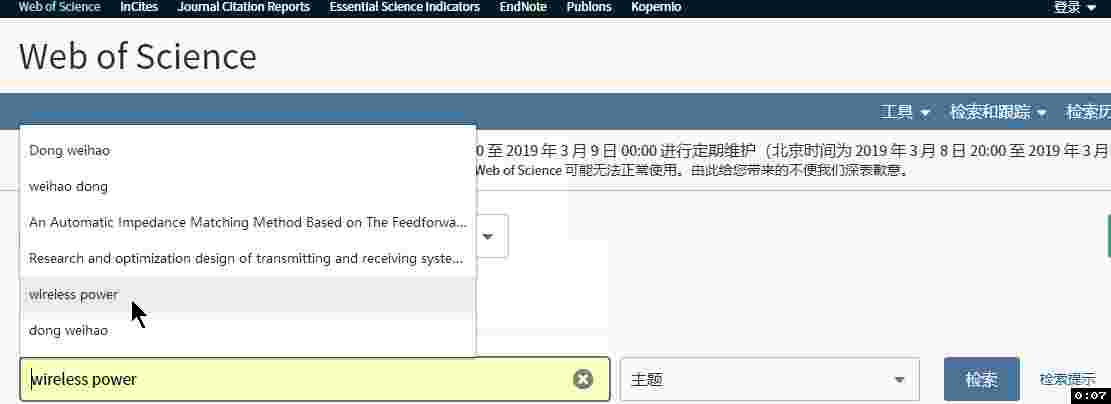 Web of Science InCites Journal Citation Reports Essential Science Indicators EndNote Publons Kopernio 登录
Web of Science
工具 检索和跟踪 检索历
0 至 2019 年 3 月 9 日 00:00 进行定期维护（北京时间为 2019 年 3 月 8 日 20:00 至 2019 年 3 月
Web of Science 可能无法正常使用。由此给您带来的不便我们深表歉意。
Dong weihao
weihao dong
An Automatic Impedance Matching Method Based on The Feedforwa...
Research and optimization design of transmitting and receiving syste...
wireless power
dong weihao
wireless power 主题 检索 检索提示
0:07